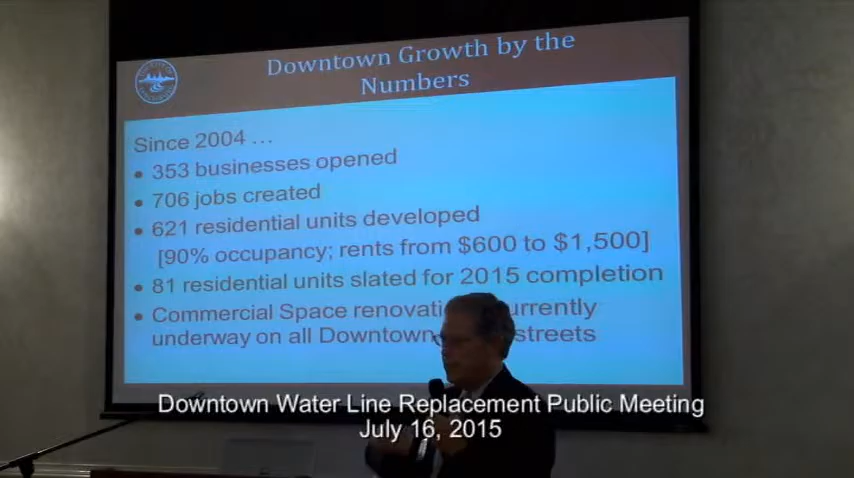 Downtown Growth by the
Numbers
Since 2004 ...
• 353 businesses opened
• 706 jobs created
• 621 residential units developed
[90% occupancy; rents from $600 to $1,500]
• 81 residential units slated for 2015 completion
• Commercial Space
underway on all Downtown streets
Downtown Water Line Replacement Public Meeting
July 16, 2015